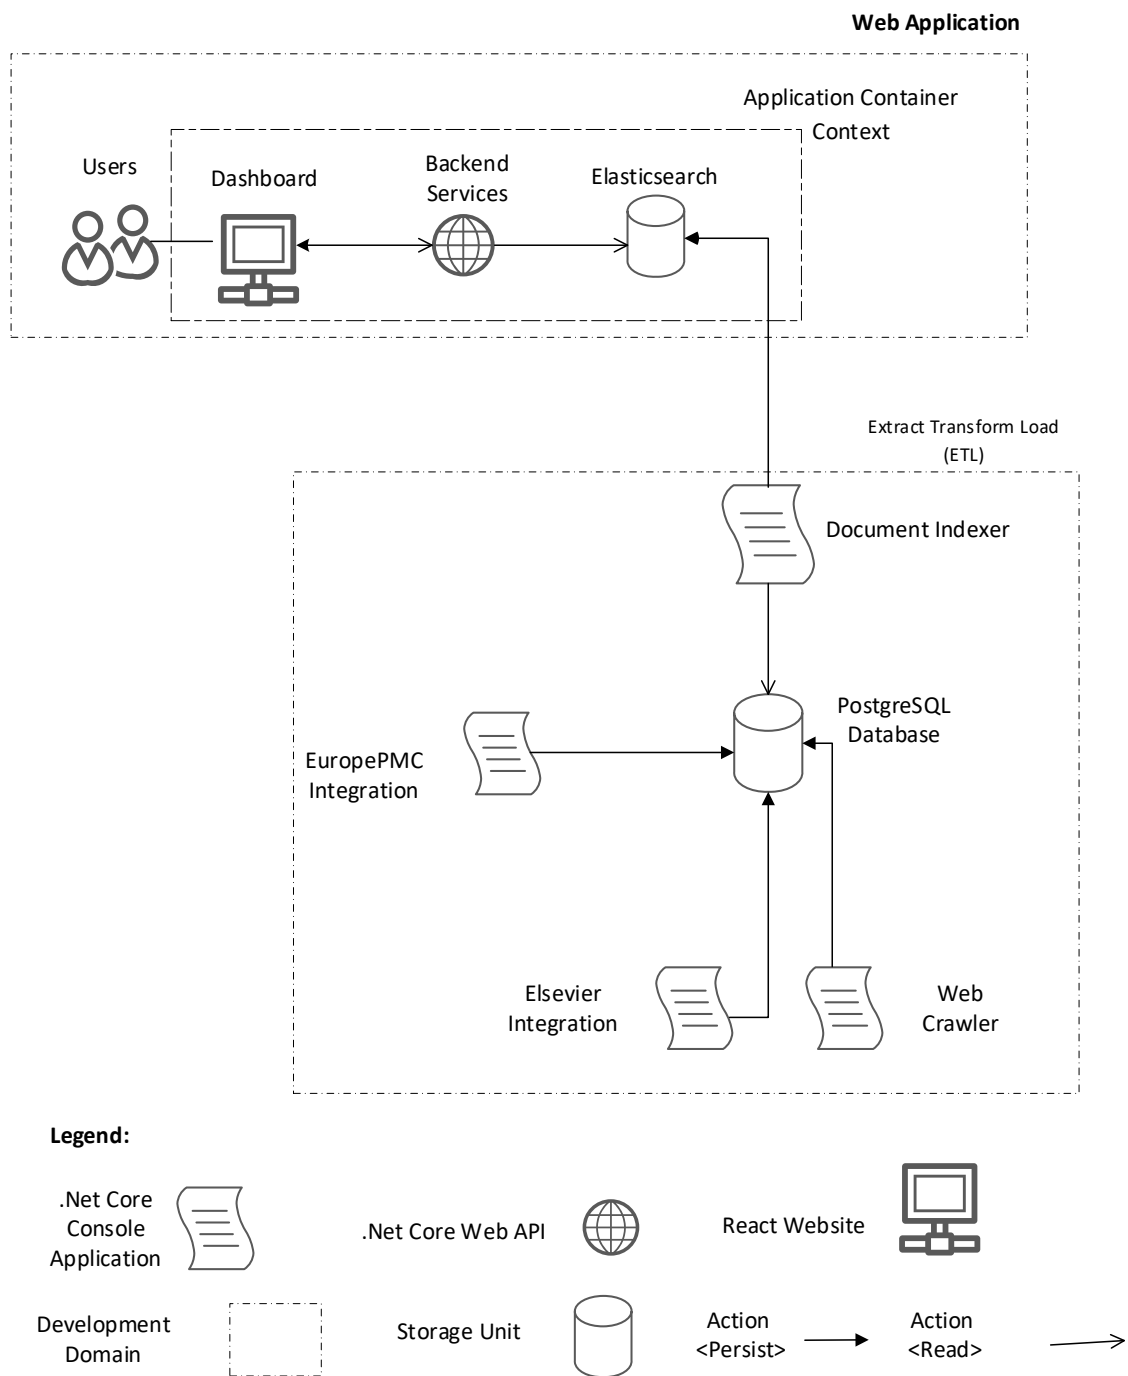 Web Application
Application Container
Context
Users
Dashboard
Backend
Services
Elasticsearch
Extract Transform Load
(ETL)
Document Indexer
PostgreSQL
Database
EuropePMC
Integration
Elsevier
Integration
Web
Crawler
Legend:
.Net Core
Console
Application
.Net Core Web API
React Website
Development
Domain
Storage Unit
Action
<Persist>
Action
<Read>